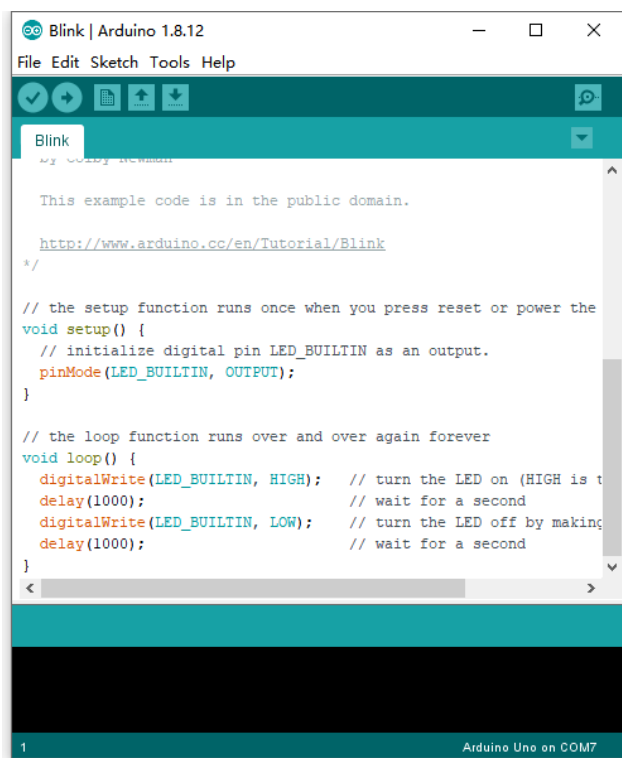 Blink | Arduino 1.8.12
File Edit Sketch Tools Help
Blink
by Colby Newman
This example code is in the public domain.
http://www.arduino.cc/en/Tutorial/Blink
*/
// the setup function runs once when you press reset or power the
void setup() {
  // initialize digital pin LED_BUILTIN as an output.
  pinMode(LED_BUILTIN, OUTPUT);
}
// the loop function runs over and over again forever
void loop() {
  digitalWrite(LED_BUILTIN, HIGH);   // turn the LED on (HIGH is t
  delay(1000);                       // wait for a second
  digitalWrite(LED_BUILTIN, LOW);    // turn the LED off by making
  delay(1000);                       // wait for a second
}
1 Arduino Uno on COM7